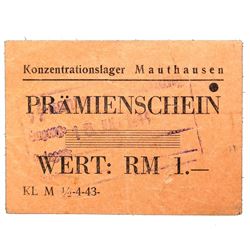 Konzentrationslager Mauthausen
PRÄMIENSCHEIN
WERT: RM 1.—
KL M ½-4-43-